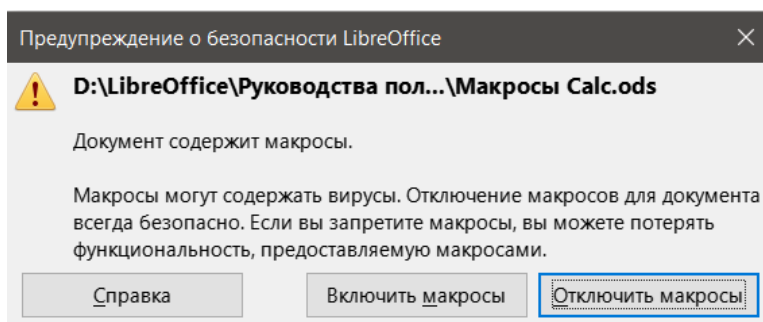 Предупреждение о безопасности LibreOffice
D:\LibreOffice\Руководства пол...\Макросы Calc.ods
Документ содержит макросы.
Макросы могут содержать вирусы. Отключение макросов для документа
всегда безопасно. Если вы запретите макросы, вы можете потерять
функциональность, предоставляемую макросами.
Справка
Включить макросы
Отключить макросы